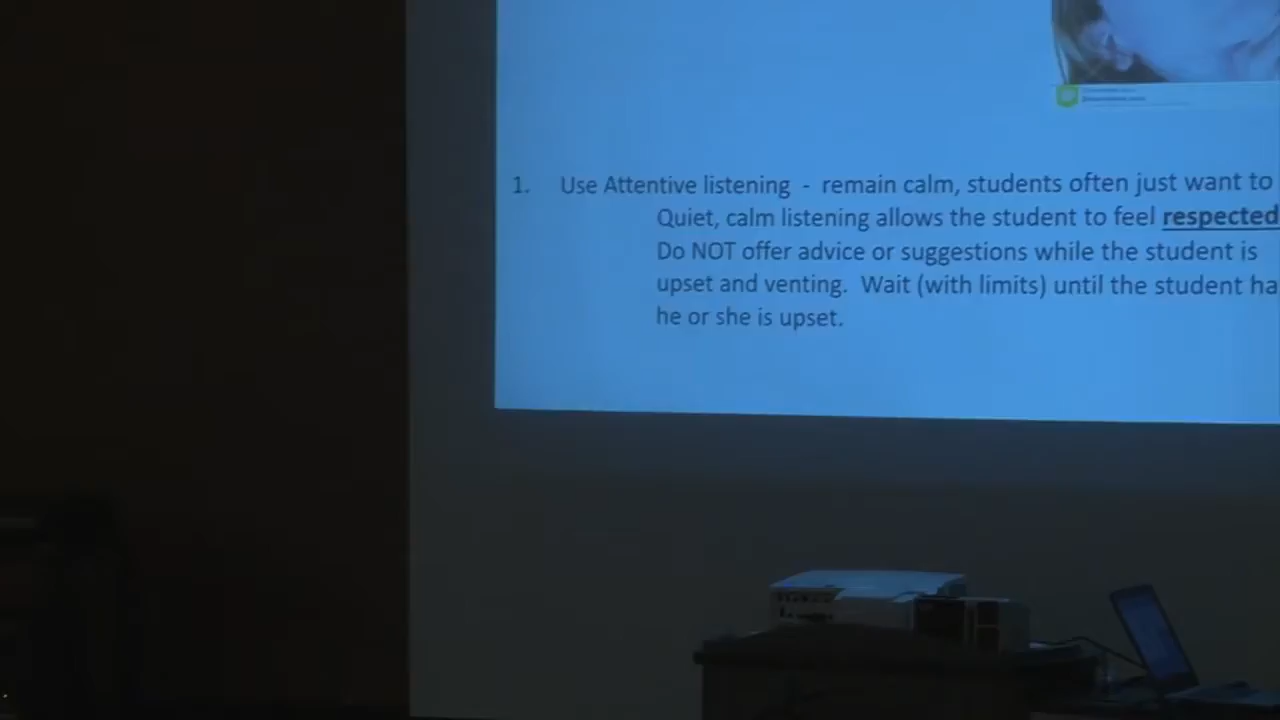 1. Use Attentive listening - remain calm, students often just want to
Quiet, calm listening allows the student to feel respected
Do NOT offer advice or suggestions while the student is
upset and venting. Wait (with limits) until the student ha
he or she is upset.